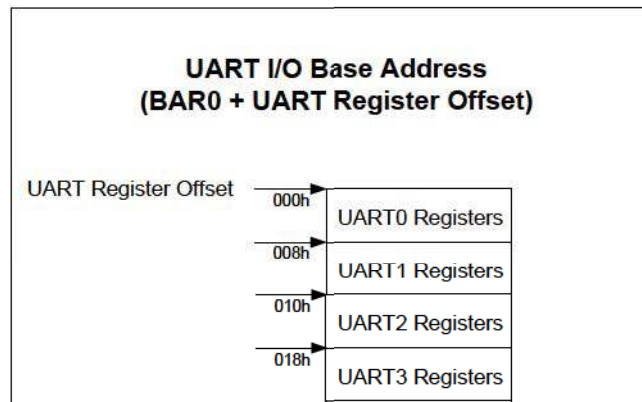 UART I/O Base Address
(BAR0 + UART Register Offset)
UART Register Offset
000h
UART0 Registers
008h
UART1 Registers
010h
UART2 Registers
018h
UART3 Registers